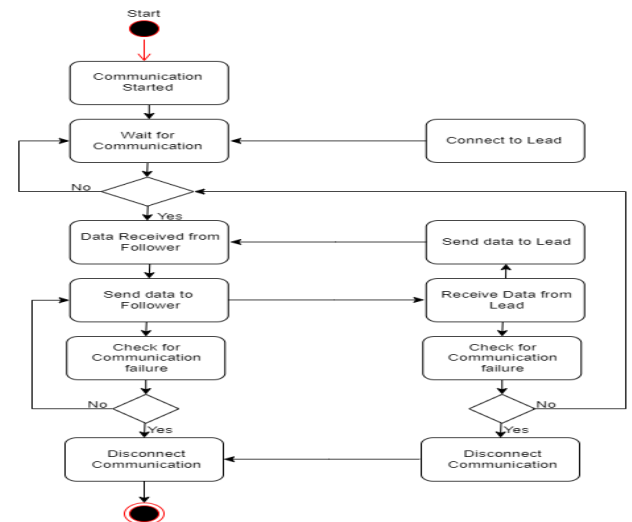 Start
Communication
Started
Wait for
Communication
Connect to Lead
No
Yes
Data Received from
Follower
Send data to Lead
Send data to
Follower
Receive Data from
Lead
Check for
Communication
failure
Check for
Communication
failure
No
No
Yes
Yes
Disconnect
Communication
Disconnect
Communication